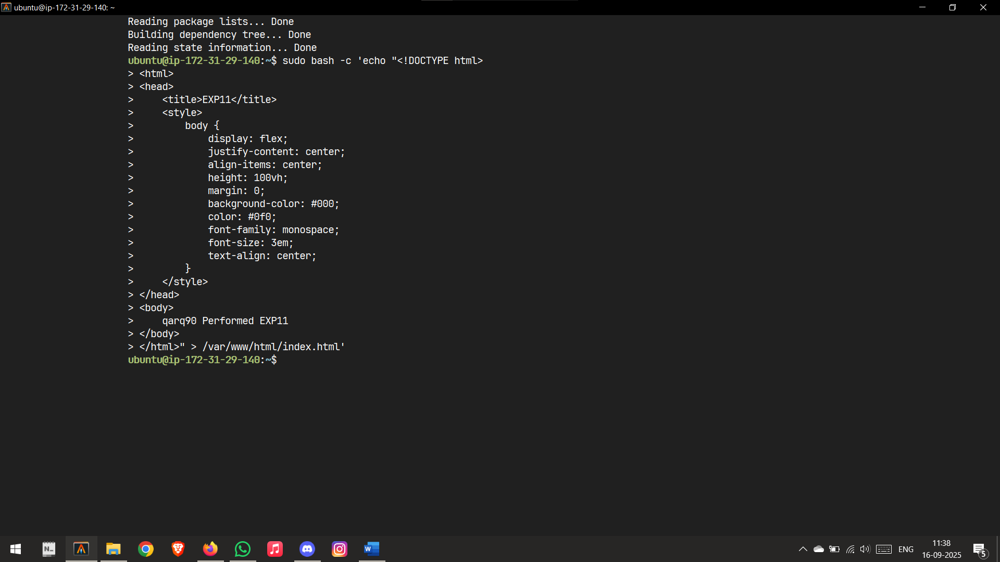 ubuntu@ip-172-31-29-140: ~
Reading package lists... Done
Building dependency tree... Done
Reading state information... Done
ubuntu@ip-172-31-29-140:~$ sudo bash -c 'echo "<!DOCTYPE html>
> <html>
> <head>
>     <title>EXP11</title>
>     <style>
>         body {
>             display: flex;
>             justify-content: center;
>             align-items: center;
>             height: 100vh;
>             margin: 0;
>             background-color: #000;
>             color: #0f0;
>             font-family: monospace;
>             font-size: 3em;
>             text-align: center;
>         }
>     </style>
> </head>
> <body>
>     qarq90 Performed EXP11
> </body>
> </html>" > /var/www/html/index.html'
ubuntu@ip-172-31-29-140:~$
N_
W
ENG
11:38
16-09-2025
5